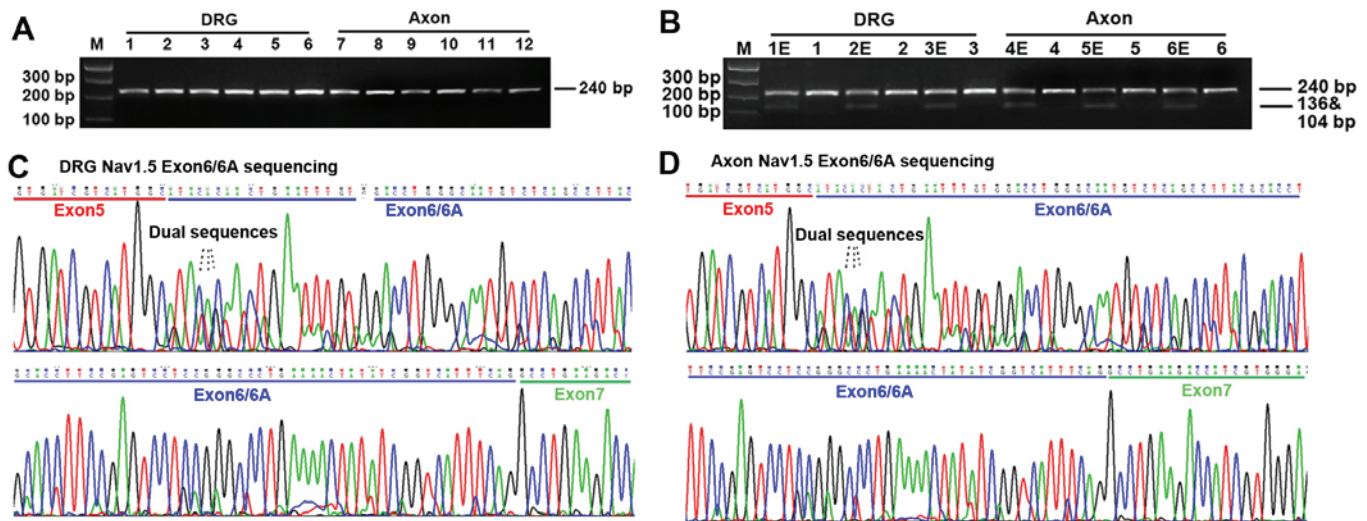 A
DRG
Axon
M 1 2 3 4 5 6 7 8 9 10 11 12
300 bp
200 bp
100 bp
240 bp
B
DRG
Axon
M 1E 1 2E 2 3E 3 4E 4 5E 5 6E 6
300 bp
200 bp
100 bp
240 bp
136&
104 bp
C DRG Nav1.5 Exon6/6A sequencing
Exon5 Exon6/6A
Dual sequences
Exon6/6A Exon7
D Axon Nav1.5 Exon6/6A sequencing
Exon5 Exon6/6A
Dual sequences
Exon6/6A Exon7